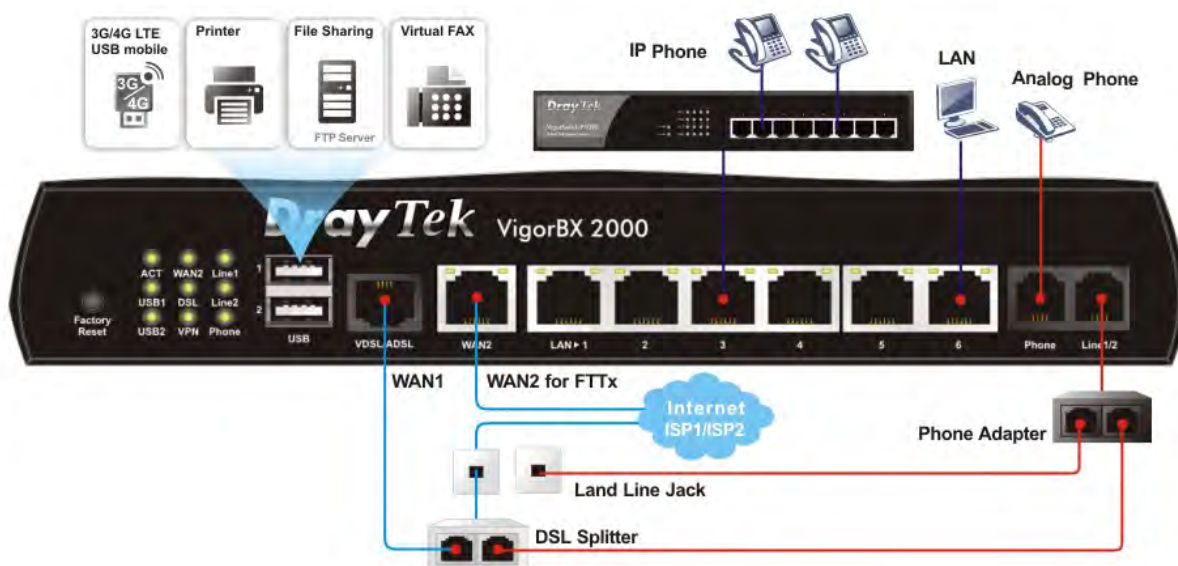 3G/4G LTE
USB mobile
3G
4G
Printer
File Sharing
FTP Server
Virtual FAX
IP Phone
LAN
Analog Phone
DrayTek
DrayTek VigorBX 2000
ACT WAN2 Line1
USB1 DSL Line2
USB2 VPN Phone
Factory
Reset
1
2
USB
VDSL/ADSL
WAN2
LAN▸1
2
3
4
5
6
Phone
Line1/2
WAN1
WAN2 for FTTx
Internet
ISP1/ISP2
Phone Adapter
Land Line Jack
DSL Splitter